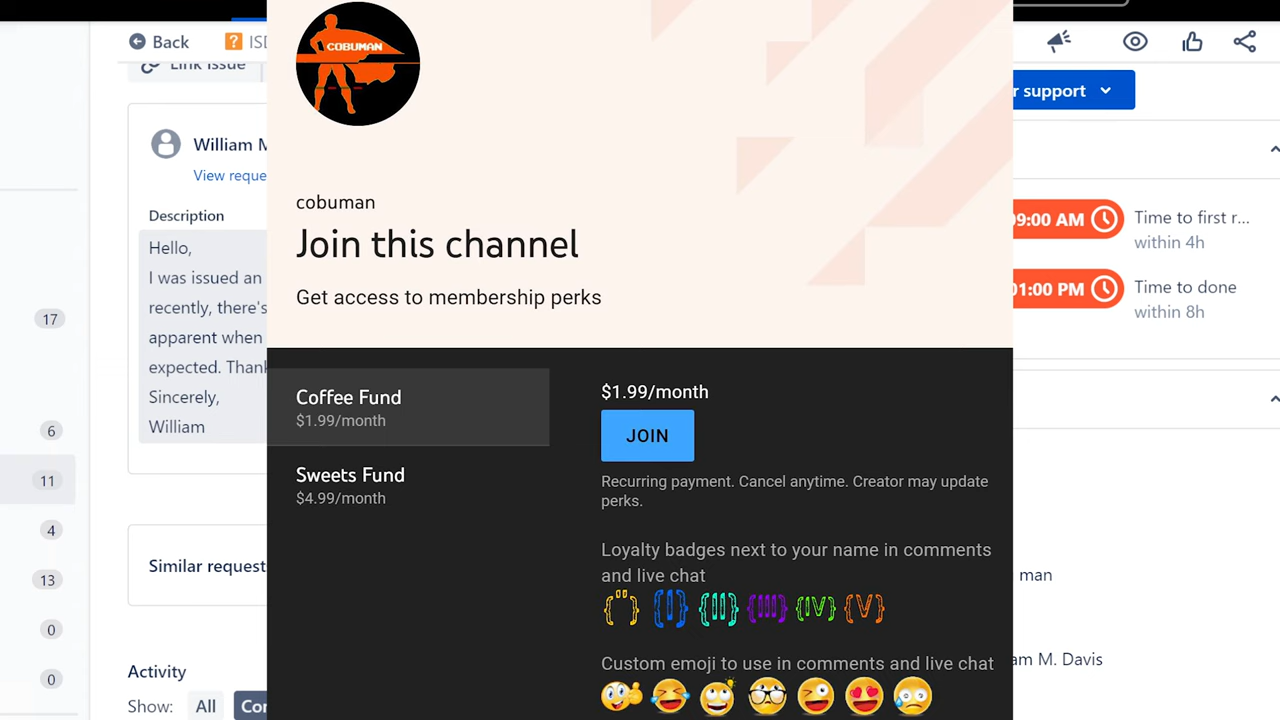 Back
Link issue
r support
COBUMAN
William M
View reque
Description
Hello,
I was issued an
recently, there's
apparent when
expected. Thank
Sincerely,
William
Similar request
Activity
Show: All
cobuman
Join this channel
Get access to membership perks
Coffee Fund
$1.99/month
Sweets Fund
$4.99/month
$1.99/month
JOIN
Recurring payment. Cancel anytime. Creator may update
perks.
Loyalty badges next to your name in comments
and live chat
{""} {I} {II} {III} {IV} {V}
Custom emoji to use in comments and live chat
09:00 AM
Time to first r...
within 4h
01:00 PM
Time to done
within 8h
man
am M. Davis
17
6
11
4
13
0
0